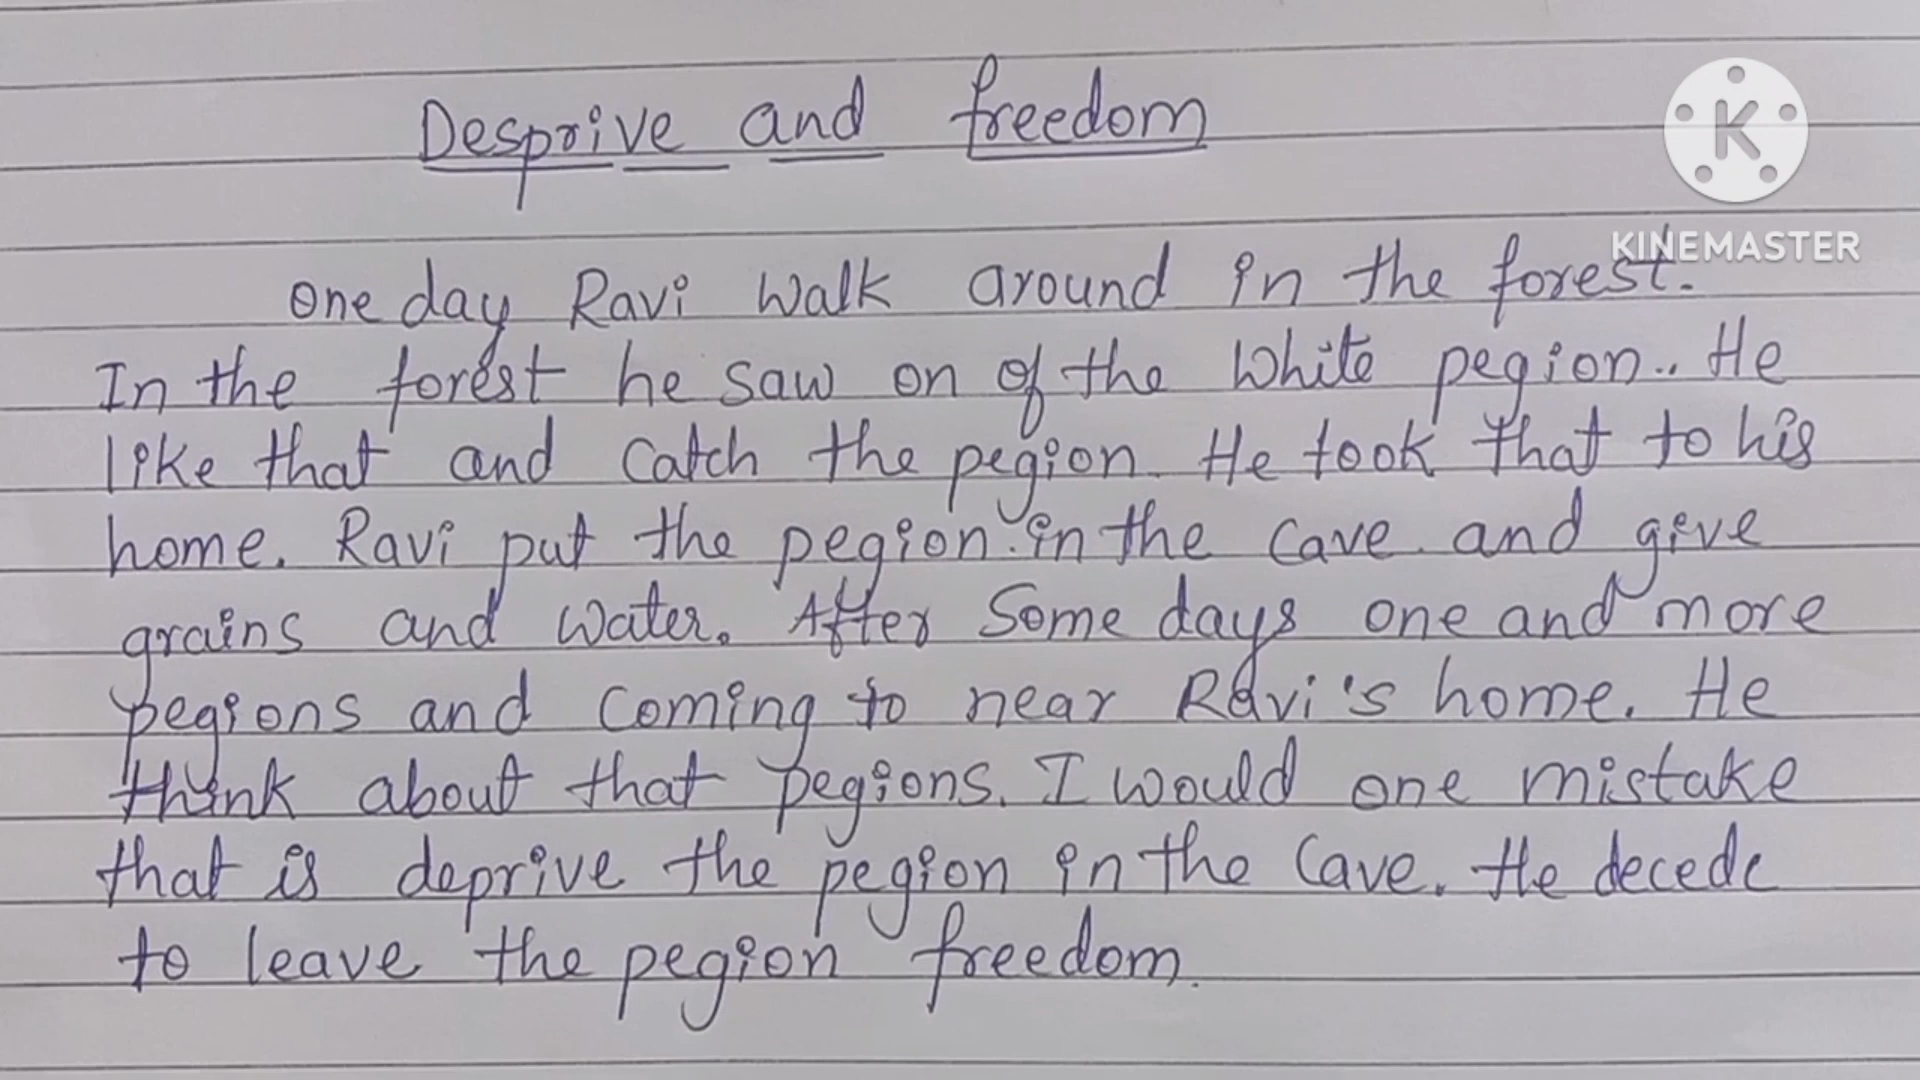 Desprive and freedom
KINEMASTER
One day Ravi walk around in the forest.
In the forest he saw on of the white pegion.. He
like that and catch the pegion. He took that to his
home. Ravi put the pegion in the cave and give
grains and water. After some days one and more
pegions and coming to near Ravi's home. He
think about that pegions. I would one mistake
that is deprive the pegion in the cave. He decede
to leave the pegion freedom.